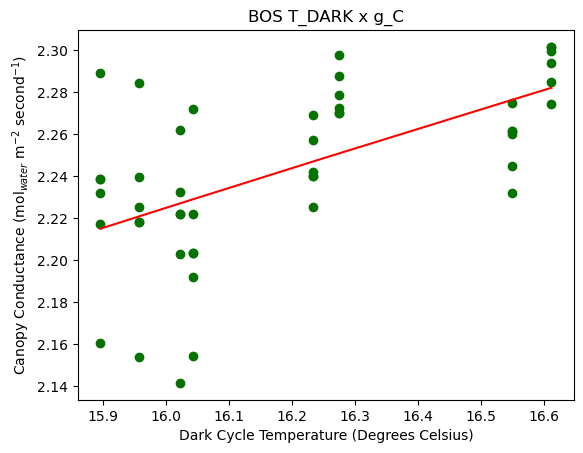 BOS T_DARK x g_C
Canopy Conductance (mol_water m⁻² second⁻¹)
2.30
2.28
2.26
2.24
2.22
2.20
2.18
2.16
2.14
15.9 16.0 16.1 16.2 16.3 16.4 16.5 16.6
Dark Cycle Temperature (Degrees Celsius)